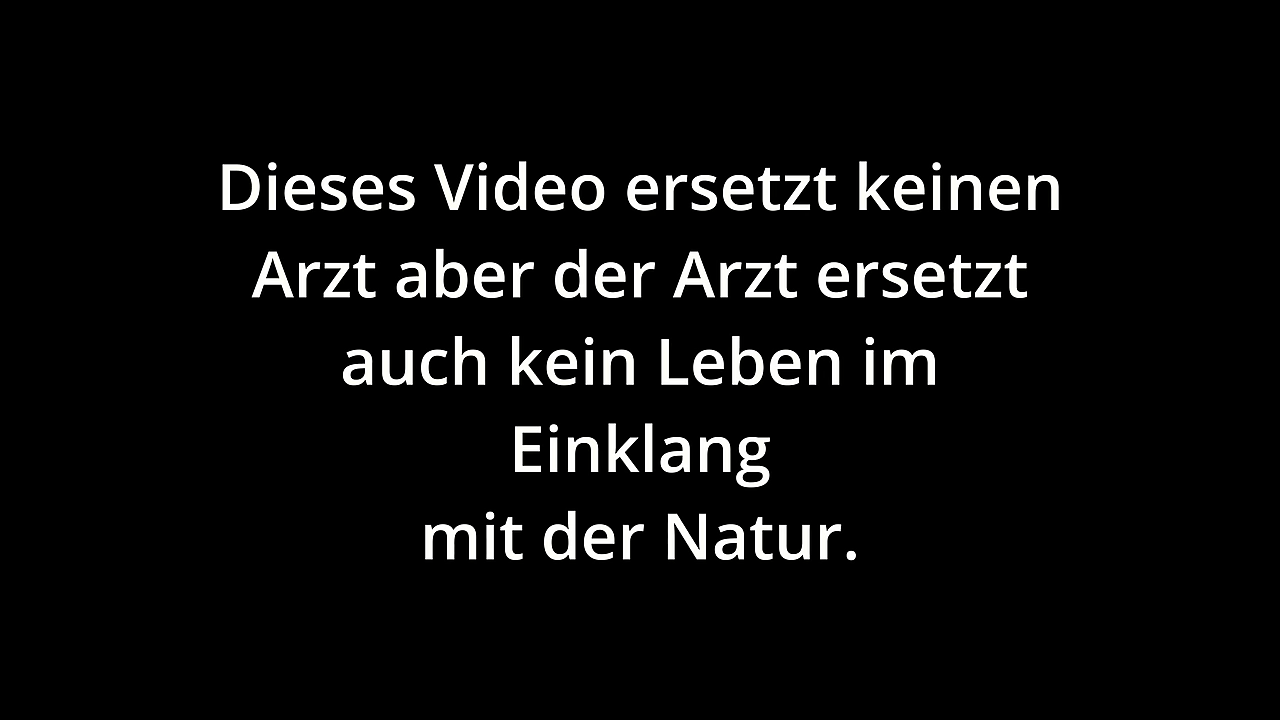 Dieses Video ersetzt keinen
Arzt aber der Arzt ersetzt
auch kein Leben im
Einklang
mit der Natur.